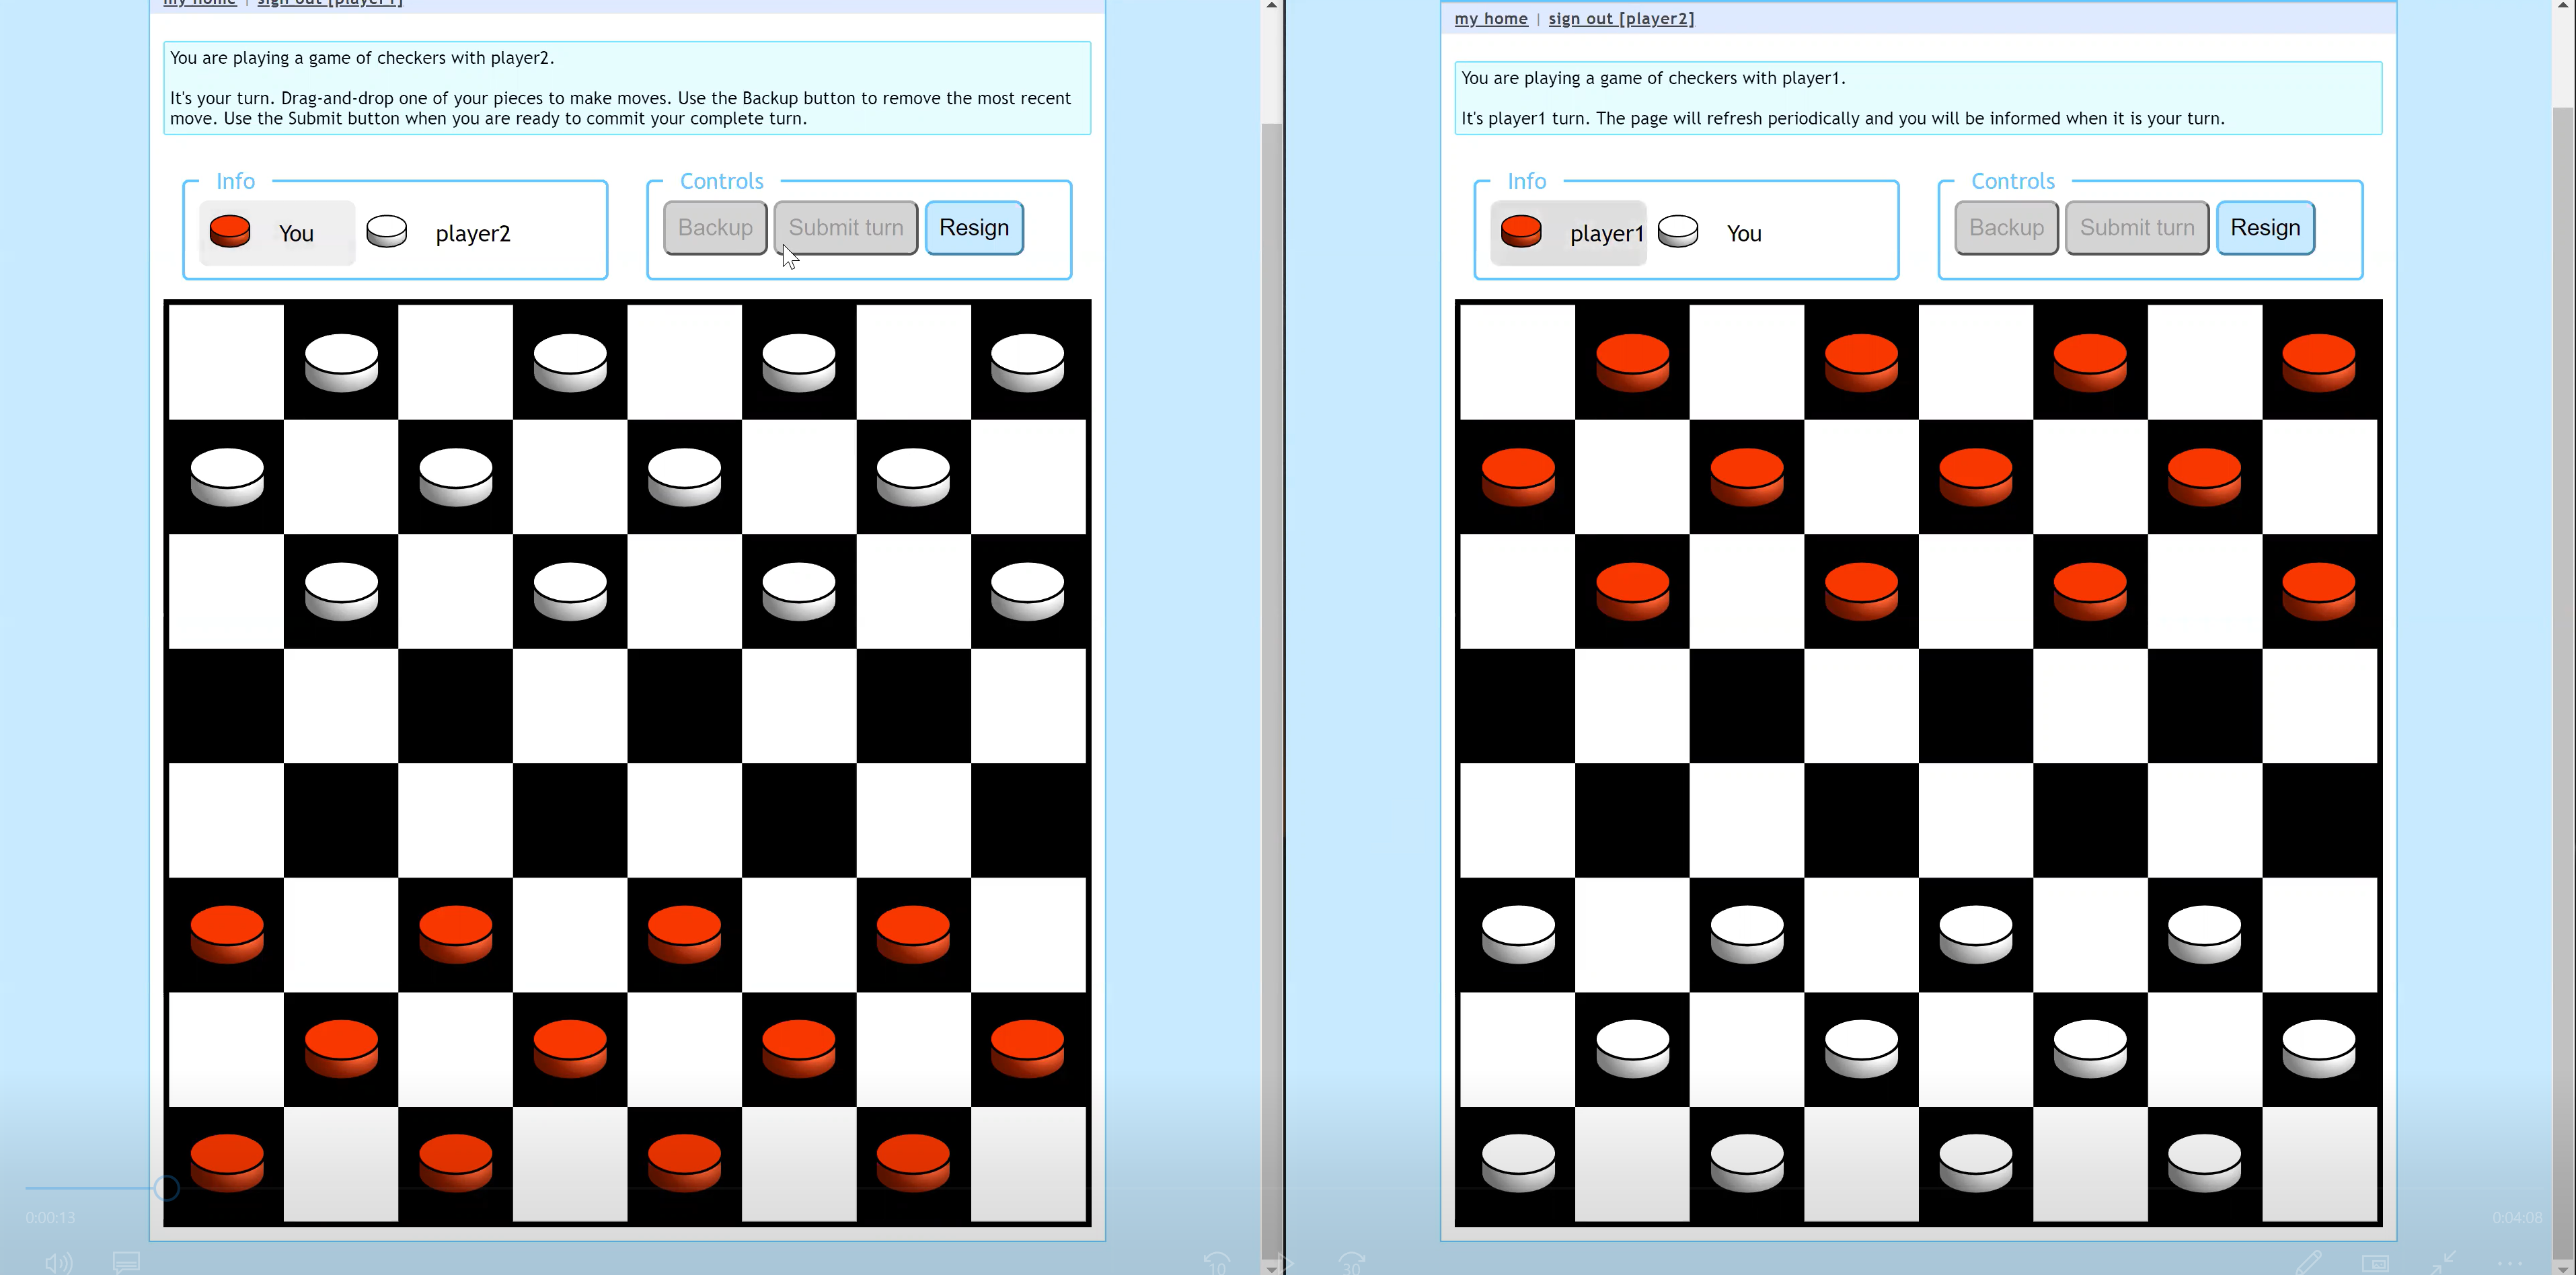 my home | sign out [player1]
You are playing a game of checkers with player2.
It's your turn. Drag-and-drop one of your pieces to make moves. Use the Backup button to remove the most recent
move. Use the Submit button when you are ready to commit your complete turn.
Info
You
player2
Controls
Backup
Submit turn
Resign
my home | sign out [player2]
You are playing a game of checkers with player1.
It's player1 turn. The page will refresh periodically and you will be informed when it is your turn.
Info
player1
You
Controls
Backup
Submit turn
Resign
0:00:13
0:04:08
10
30